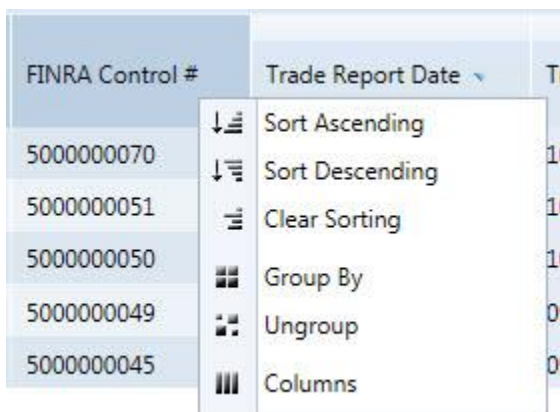 FINRA Control # Trade Report Date
Sort Ascending
5000000070
Sort Descending
5000000051
Clear Sorting
5000000050
Group By
5000000049
Ungroup
5000000045
Columns